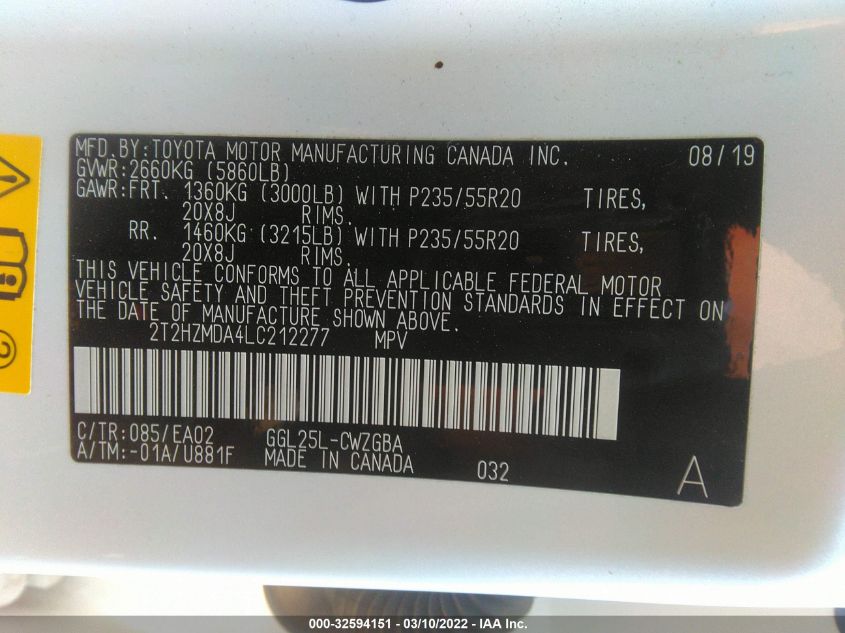 MFD.BY:TOYOTA MOTOR MANUFACTURING CANADA INC. 08/19
GVWR:2660KG (5860LB)
GAWR:FRT. 1360KG (3000LB) WITH P235/55R20 TIRES,
20X8J RIMS.
RR. 1460KG (3215LB) WITH P235/55R20 TIRES,
20X8J RIMS.
THIS VEHICLE CONFORMS TO ALL APPLICABLE FEDERAL MOTOR
VEHICLE SAFETY AND THEFT PREVENTION STANDARDS IN EFFECT ON
THE DATE OF MANUFACTURE SHOWN ABOVE.
2T2HZMDA4LC212277 MPV
C/TR:085/EA02 GGL25L-CWZGBA
A/TM:-01A/U881F MADE IN CANADA 032 A
2
000-32594151 - 03/10/2022 - IAA Inc.